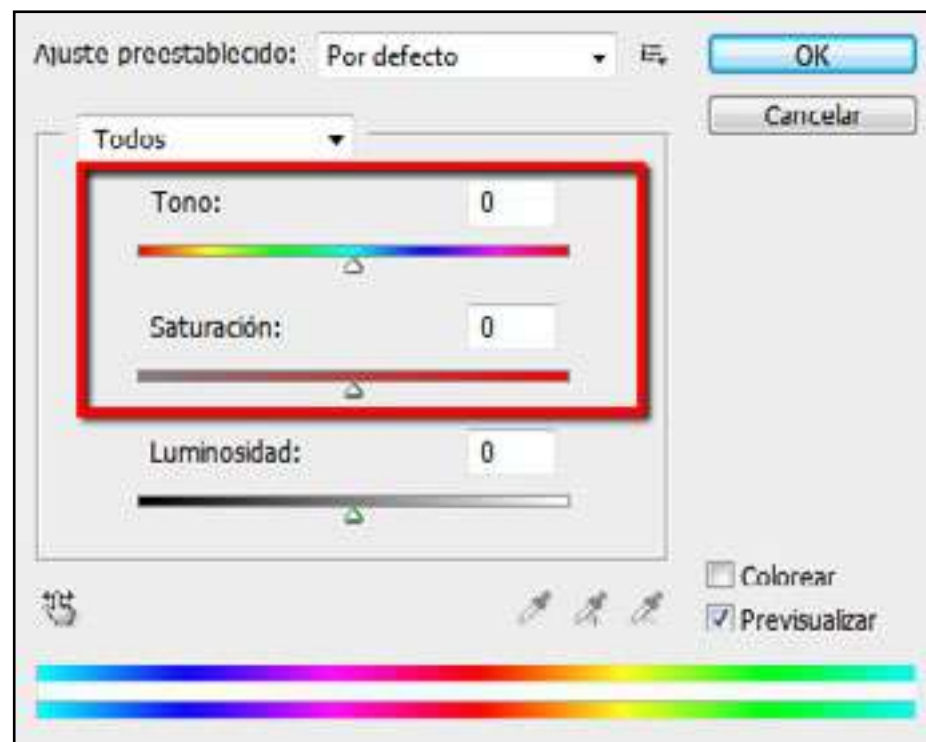 Ajuste preestablecido: Por defecto
OK
Cancelar
Todos
Tono: 0
Saturación: 0
Luminosidad: 0
Colorear
Previsualizar